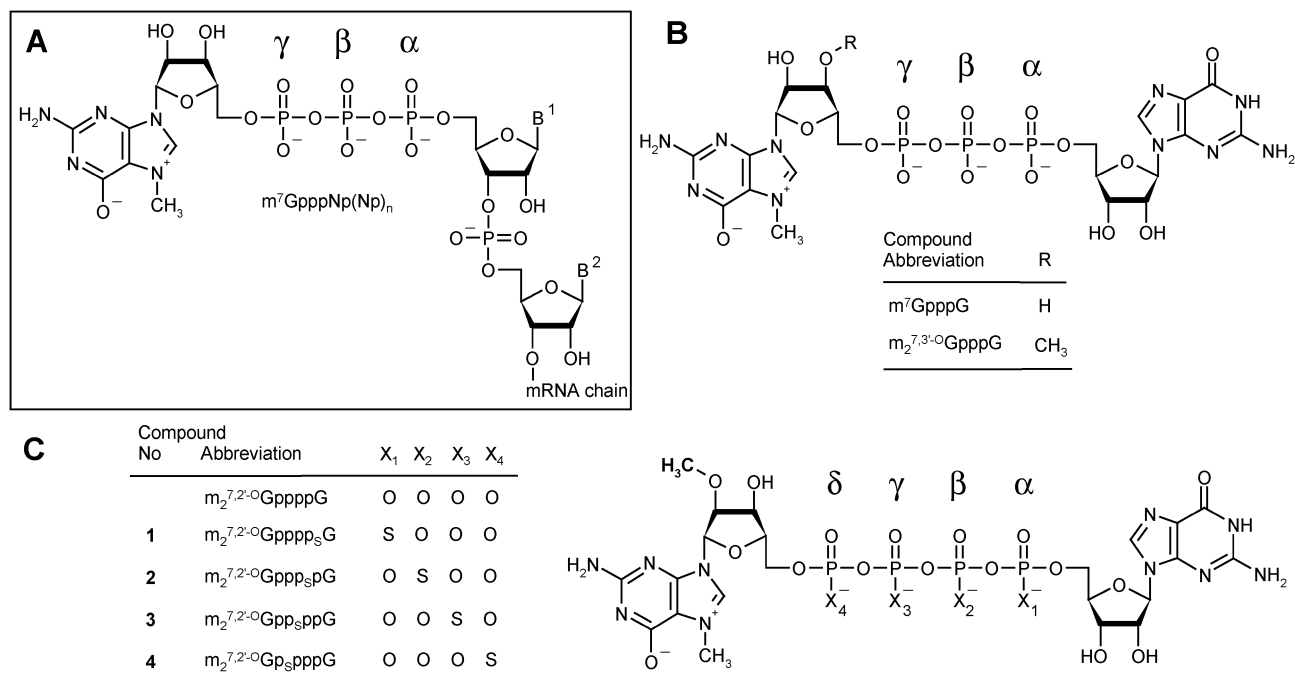 A
HO OH
γ β α
O O O
H₂N N N O O P O P O P O B¹
N N⁺ O⁻ O⁻ O⁻ O
O⁻ CH₃ m⁷GpppNp(Np)ₙ O OH
O⁻ P O
O B²
O
O OH
mRNA chain
B
HO O R
γ β α
O O O O
H₂N N N O O P O P O P O N N NH
N N⁺ O⁻ O⁻ O⁻ O N N NH₂
O⁻ CH₃ HO OH
Compound
Abbreviation R
m⁷GpppG H
m₂⁷,³'⁻ᴼGpppG CH₃
C
Compound
No Abbreviation X₁ X₂ X₃ X₄
m₂⁷,²'⁻ᴼGppppG O O O O
1 m₂⁷,²'⁻ᴼGppppSG S O O O
2 m₂⁷,²'⁻ᴼGpppSpG O S O O
3 m₂⁷,²'⁻ᴼGppSppG O O S O
4 m₂⁷,²'⁻ᴼGpSpppG O O O S
H₃C O OH
δ γ β α
O O O O O
H₂N N N O O P O P O P O P O N N NH
N N⁺ X₄⁻ X₃⁻ X₂⁻ X₁⁻ O N N NH₂
O⁻ CH₃ HO OH